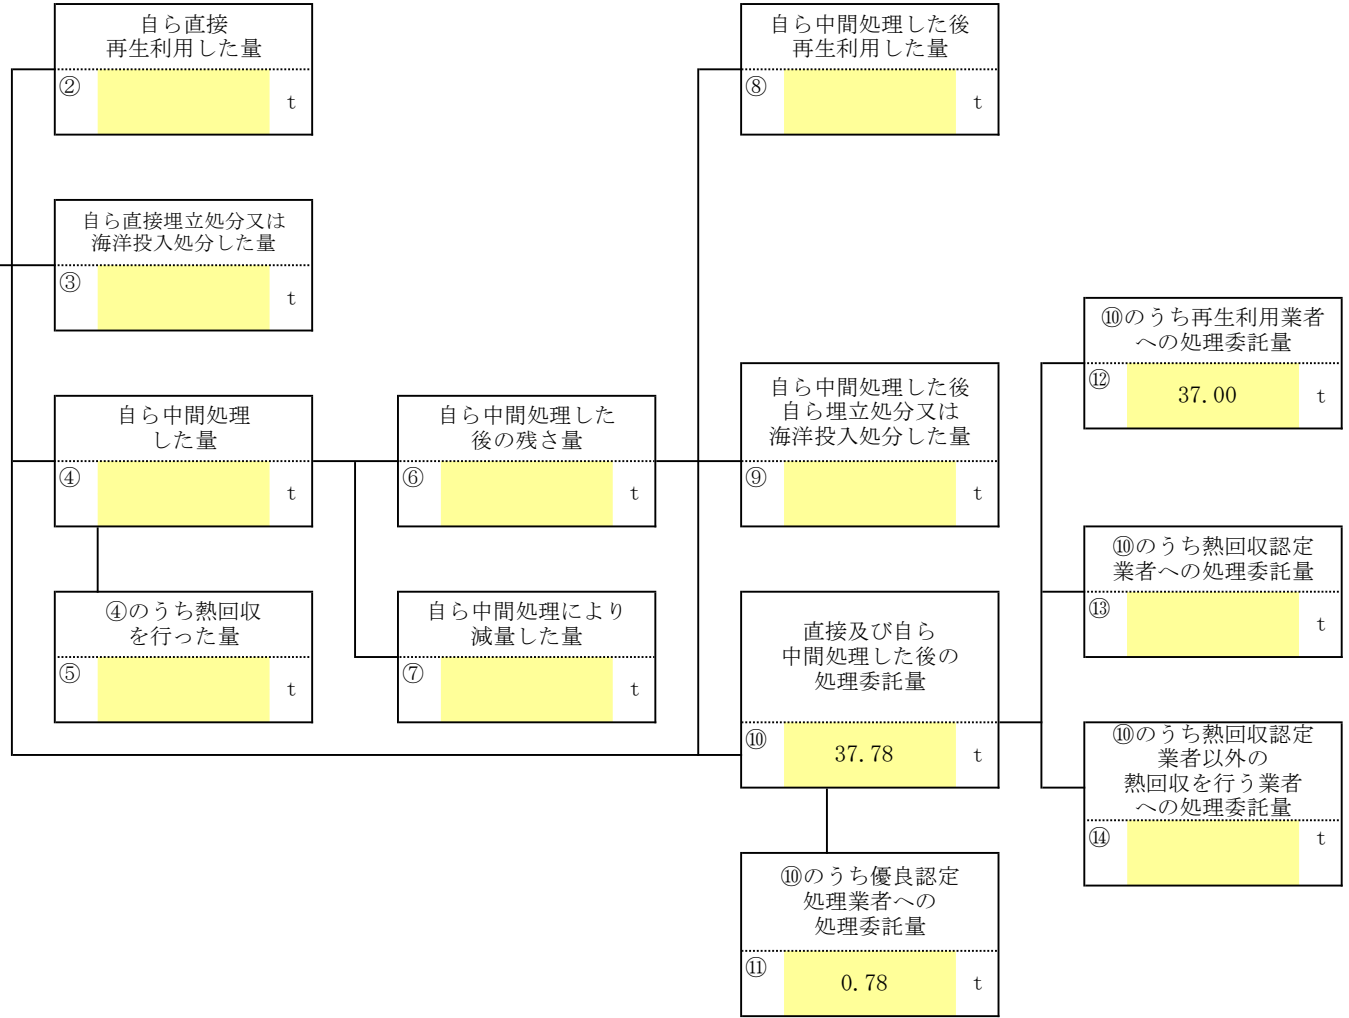 自ら直接
再生利用した量
②
t
自ら中間処理した後
再生利用した量
⑧
t
自ら直接埋立処分又は
海洋投入処分した量
③
t
⑩のうち再生利用業者
への処理委託量
⑫
37.00
t
自ら中間処理
した量
④
t
自ら中間処理した
後の残さ量
⑥
t
自ら中間処理した後
自ら埋立処分又は
海洋投入処分した量
⑨
t
⑩のうち熱回収認定
業者への処理委託量
⑬
t
④のうち熱回収
を行った量
⑤
t
自ら中間処理により
減量した量
⑦
t
直接及び自ら
中間処理した後の
処理委託量
⑩
37.78
t
⑩のうち熱回収認定
業者以外の
熱回収を行う業者
への処理委託量
⑭
t
⑩のうち優良認定
処理業者への
処理委託量
⑪
0.78
t